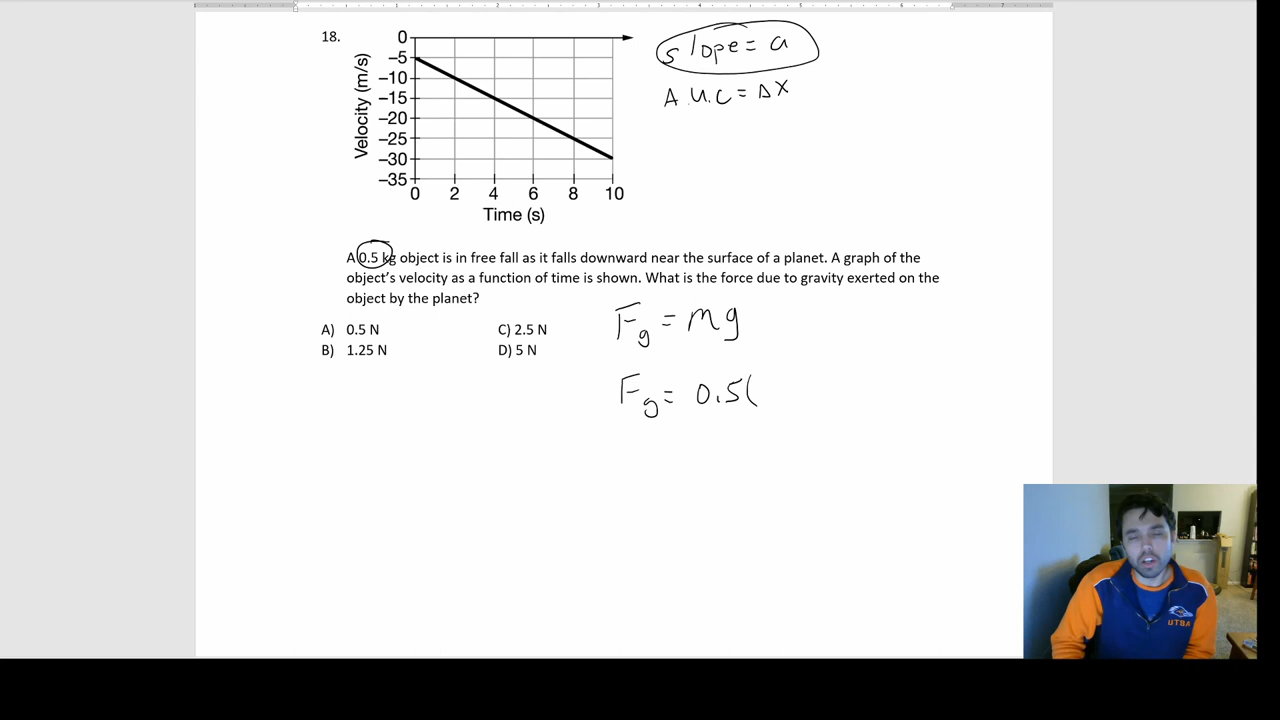 18.
0
−5
−10
−15
−20
−25
−30
−35
Velocity (m/s)
0 2 4 6 8 10
Time (s)
slope = a
A.U.C = Δx
A 0.5 kg object is in free fall as it falls downward near the surface of a planet. A graph of the
object's velocity as a function of time is shown. What is the force due to gravity exerted on the
object by the planet?
A) 0.5 N C) 2.5 N
B) 1.25 N D) 5 N
Fg = mg
Fg = 0.5(
UTSA